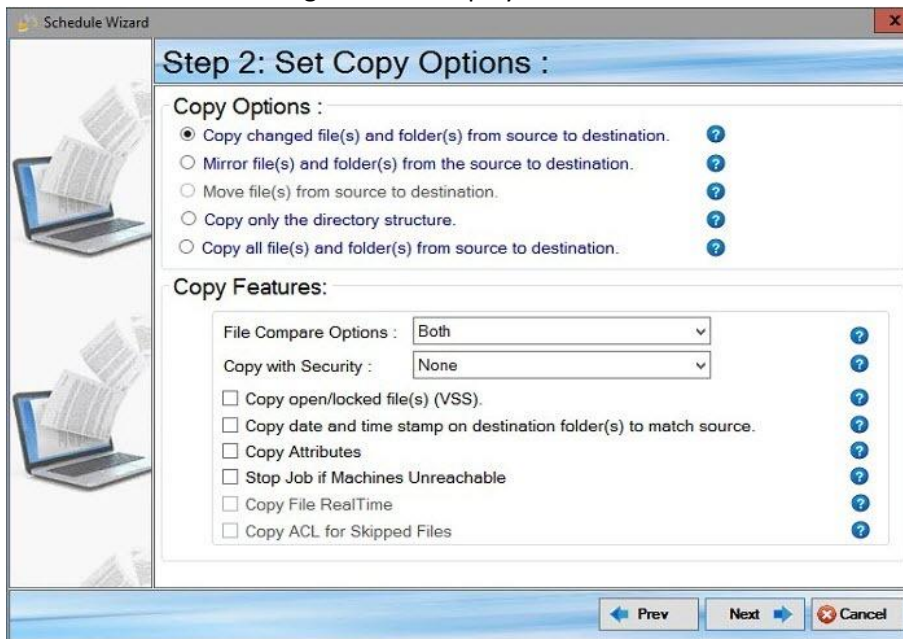 Schedule Wizard
X
Step 2: Set Copy Options :
Copy Options :
Copy changed file(s) and folder(s) from source to destination. ?
Mirror file(s) and folder(s) from the source to destination. ?
Move file(s) from source to destination. ?
Copy only the directory structure. ?
Copy all file(s) and folder(s) from source to destination. ?
Copy Features:
File Compare Options : Both ?
Copy with Security : None ?
Copy open/locked file(s) (VSS). ?
Copy date and time stamp on destination folder(s) to match source. ?
Copy Attributes ?
Stop Job if Machines Unreachable ?
Copy File RealTime ?
Copy ACL for Skipped Files ?
Prev Next Cancel